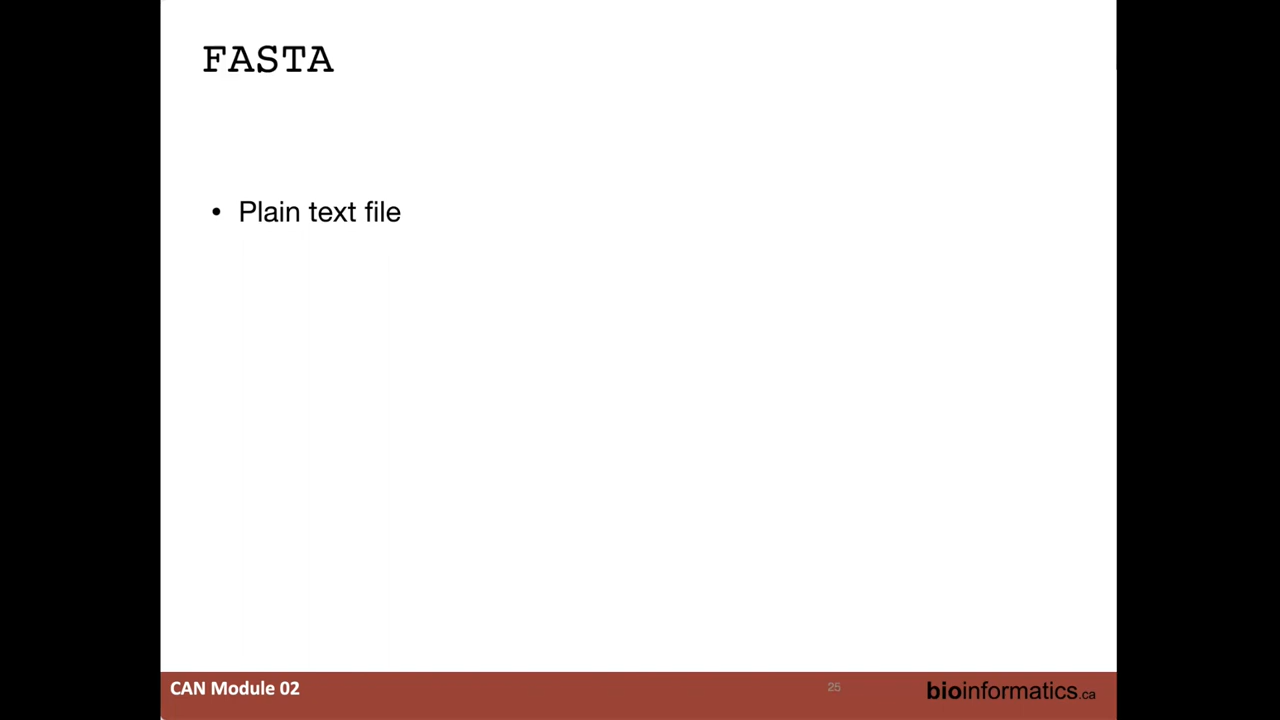 FASTA
• Plain text file
CAN Module 02
25
bioinformatics.ca